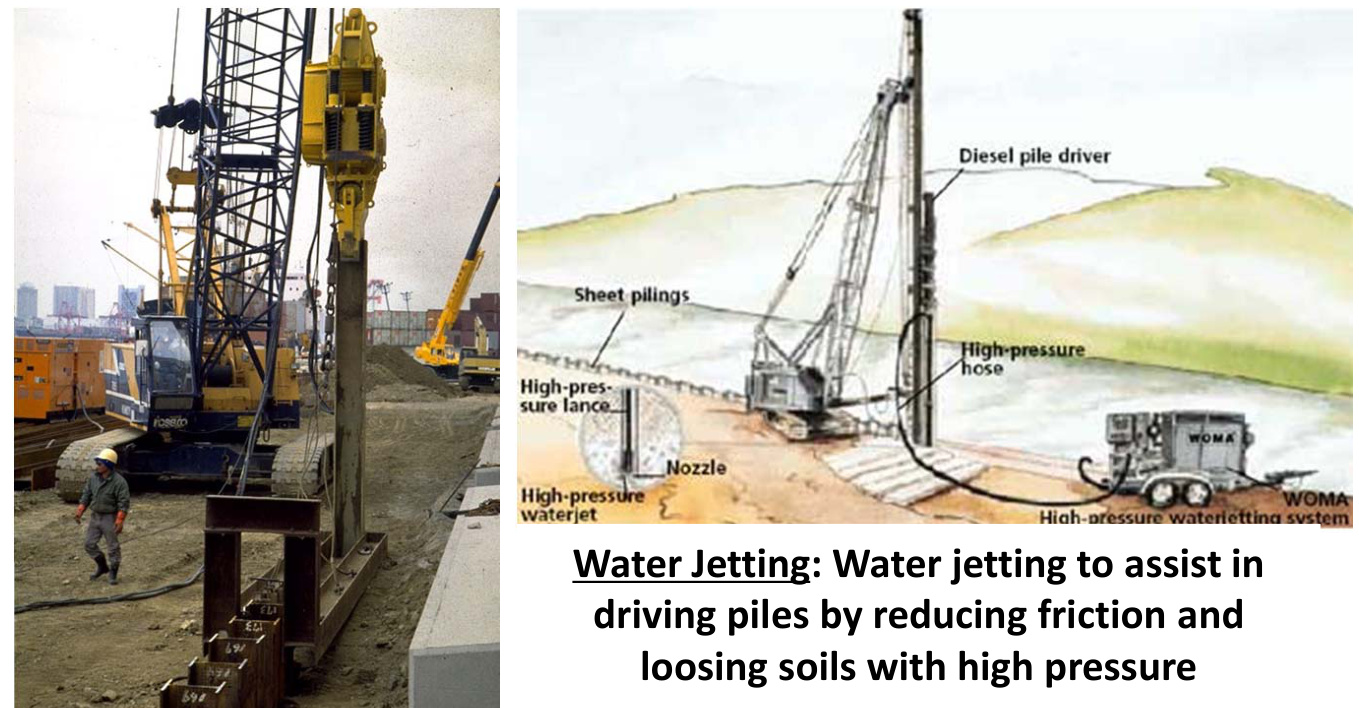 Diesel pile driver
Sheet pilings
High-pressure
hose
High-pres-
sure lance
Nozzle
High-pressure
waterjet
WOMA
WOMA
High-pressure waterjetting system
Water Jetting: Water jetting to assist in
driving piles by reducing friction and
loosing soils with high pressure